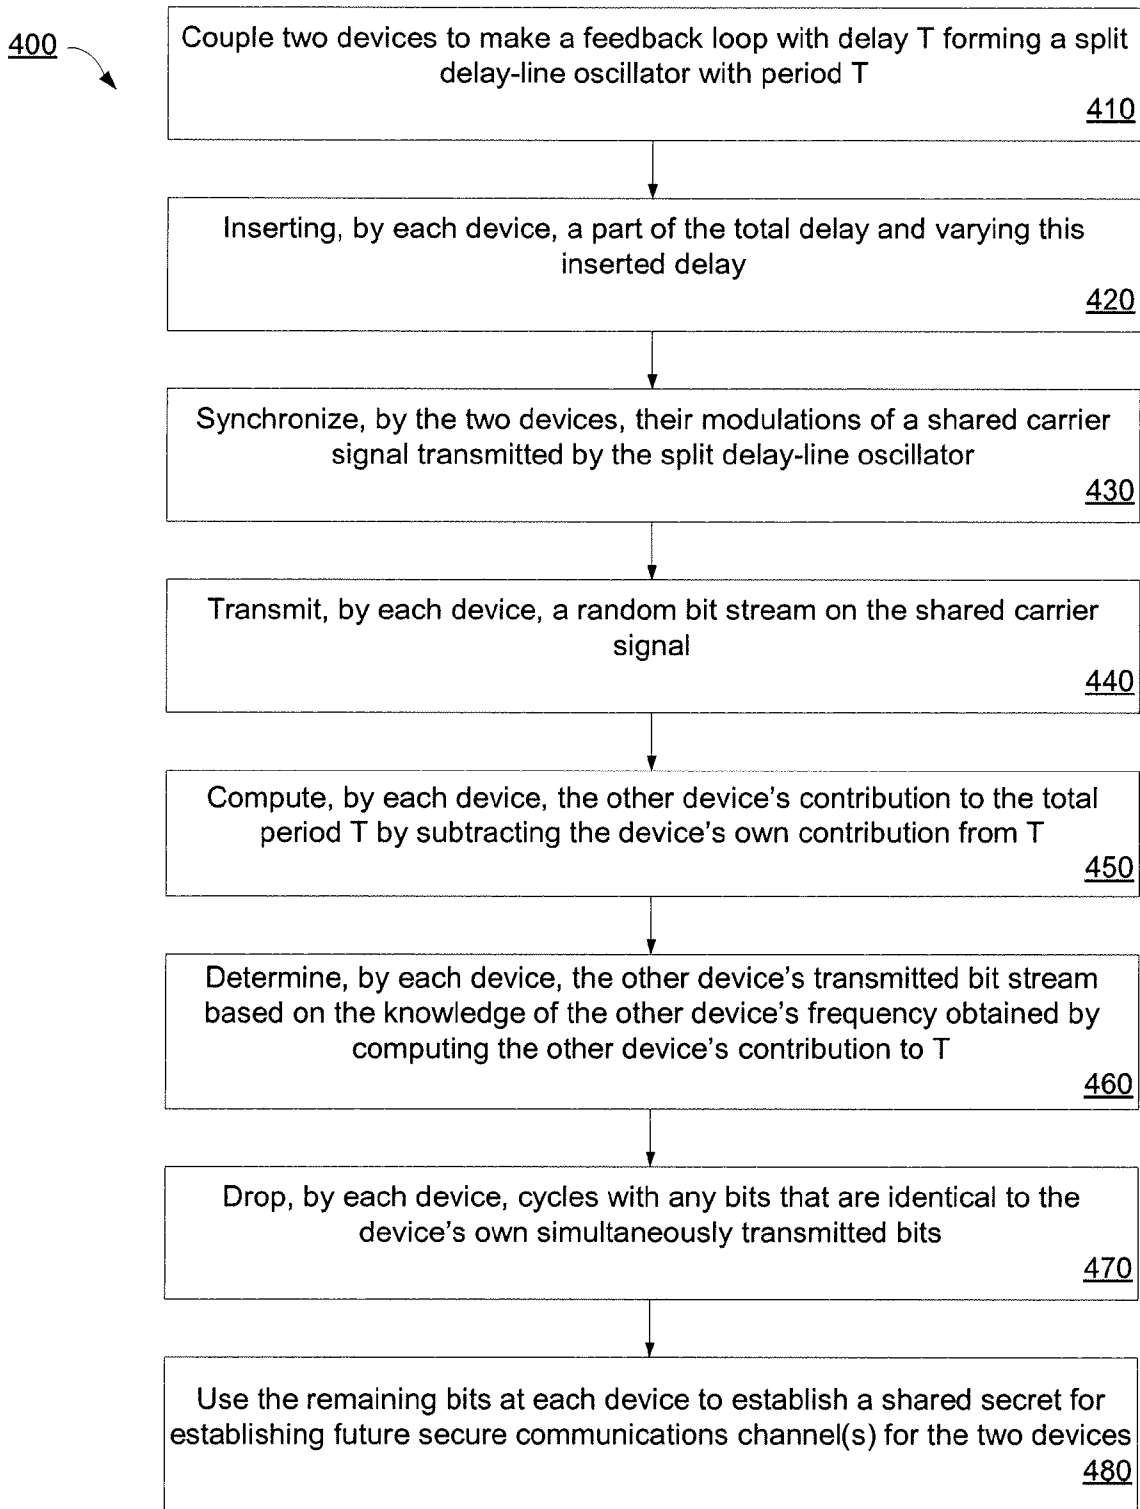 400
Couple two devices to make a feedback loop with delay T forming a split
delay-line oscillator with period T
410
Inserting, by each device, a part of the total delay and varying this
inserted delay
420
Synchronize, by the two devices, their modulations of a shared carrier
signal transmitted by the split delay-line oscillator
430
Transmit, by each device, a random bit stream on the shared carrier
signal
440
Compute, by each device, the other device's contribution to the total
period T by subtracting the device's own contribution from T
450
Determine, by each device, the other device's transmitted bit stream
based on the knowledge of the other device's frequency obtained by
computing the other device's contribution to T
460
Drop, by each device, cycles with any bits that are identical to the
device's own simultaneously transmitted bits
470
Use the remaining bits at each device to establish a shared secret for
establishing future secure communications channel(s) for the two devices
480